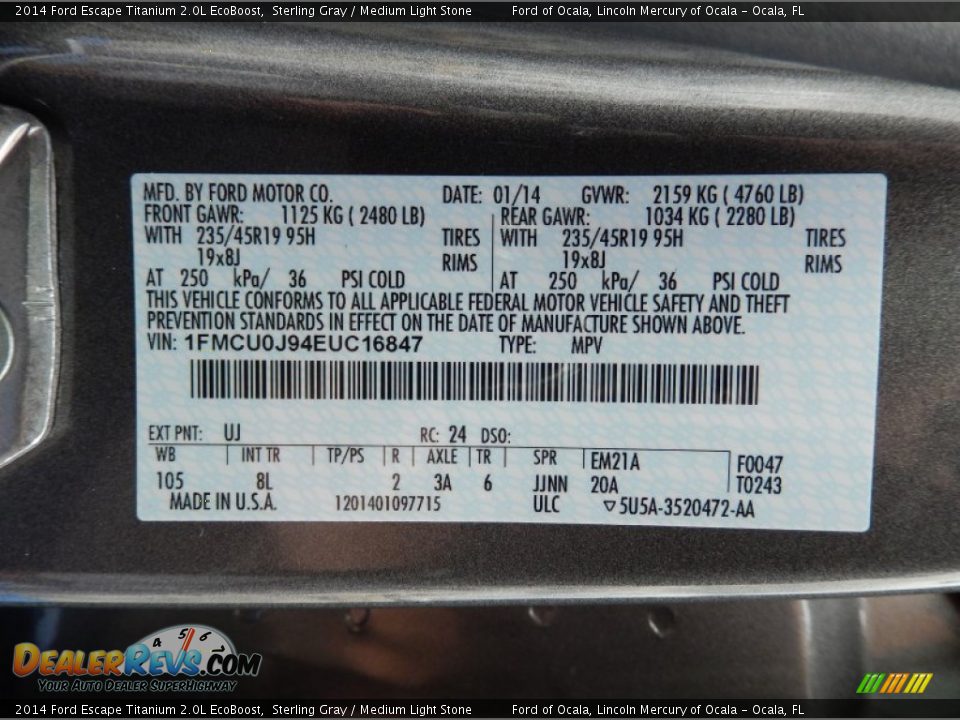 2014 Ford Escape Titanium 2.0L EcoBoost, Sterling Gray / Medium Light Stone Ford of Ocala, Lincoln Mercury of Ocala - Ocala, FL
MFD. BY FORD MOTOR CO. DATE: 01/14 GVWR: 2159 KG ( 4760 LB)
FRONT GAWR: 1125 KG ( 2480 LB) REAR GAWR: 1034 KG ( 2280 LB)
WITH 235/45R19 95H TIRES WITH 235/45R19 95H TIRES
19x8J RIMS 19x8J RIMS
AT 250 kPa/ 36 PSI COLD AT 250 kPa/ 36 PSI COLD
THIS VEHICLE CONFORMS TO ALL APPLICABLE FEDERAL MOTOR VEHICLE SAFETY AND THEFT
PREVENTION STANDARDS IN EFFECT ON THE DATE OF MANUFACTURE SHOWN ABOVE.
VIN: 1FMCU0J94EUC16847 TYPE: MPV
EXT PNT: UJ RC: 24 DSO:
WB INT TR TP/PS R AXLE TR SPR EM21A F0047
105 8L 2 3A 6 JJNN 20A T0243
MADE IN U.S.A. 1201401097715 ULC ▽5U5A-3520472-AA
4 5 6
DEALERREVS.COM
YOUR AUTO DEALER SUPERHIGHWAY
2014 Ford Escape Titanium 2.0L EcoBoost, Sterling Gray / Medium Light Stone Ford of Ocala, Lincoln Mercury of Ocala - Ocala, FL